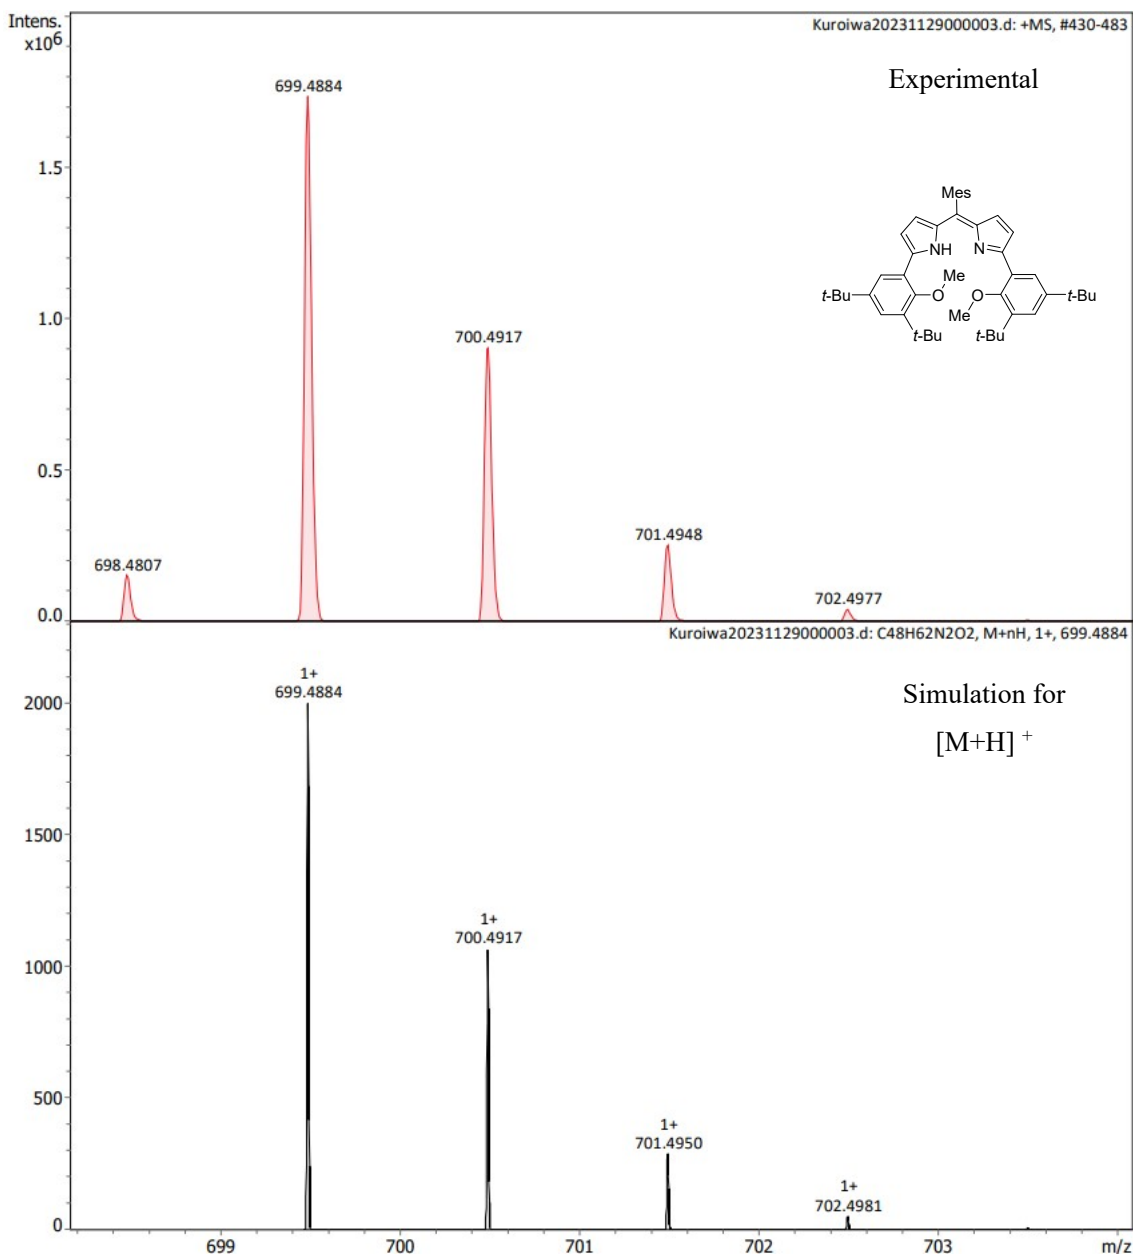 Intens.
x10⁶
Kuroiwa20231129000003.d: +MS, #430-483
Experimental
699.4884
1.5
1.0
0.5
0.0
698.4807
700.4917
701.4948
702.4977
Mes
NH
N
Me
O
O
Me
t-Bu
t-Bu
t-Bu
t-Bu
Kuroiwa20231129000003.d: C48H62N2O2, M+nH, 1+, 699.4884
Simulation for
[M+H] ⁺
1+
699.4884
1+
700.4917
1+
701.4950
1+
702.4981
2000
1500
1000
500
0
699
700
701
702
703
m/z